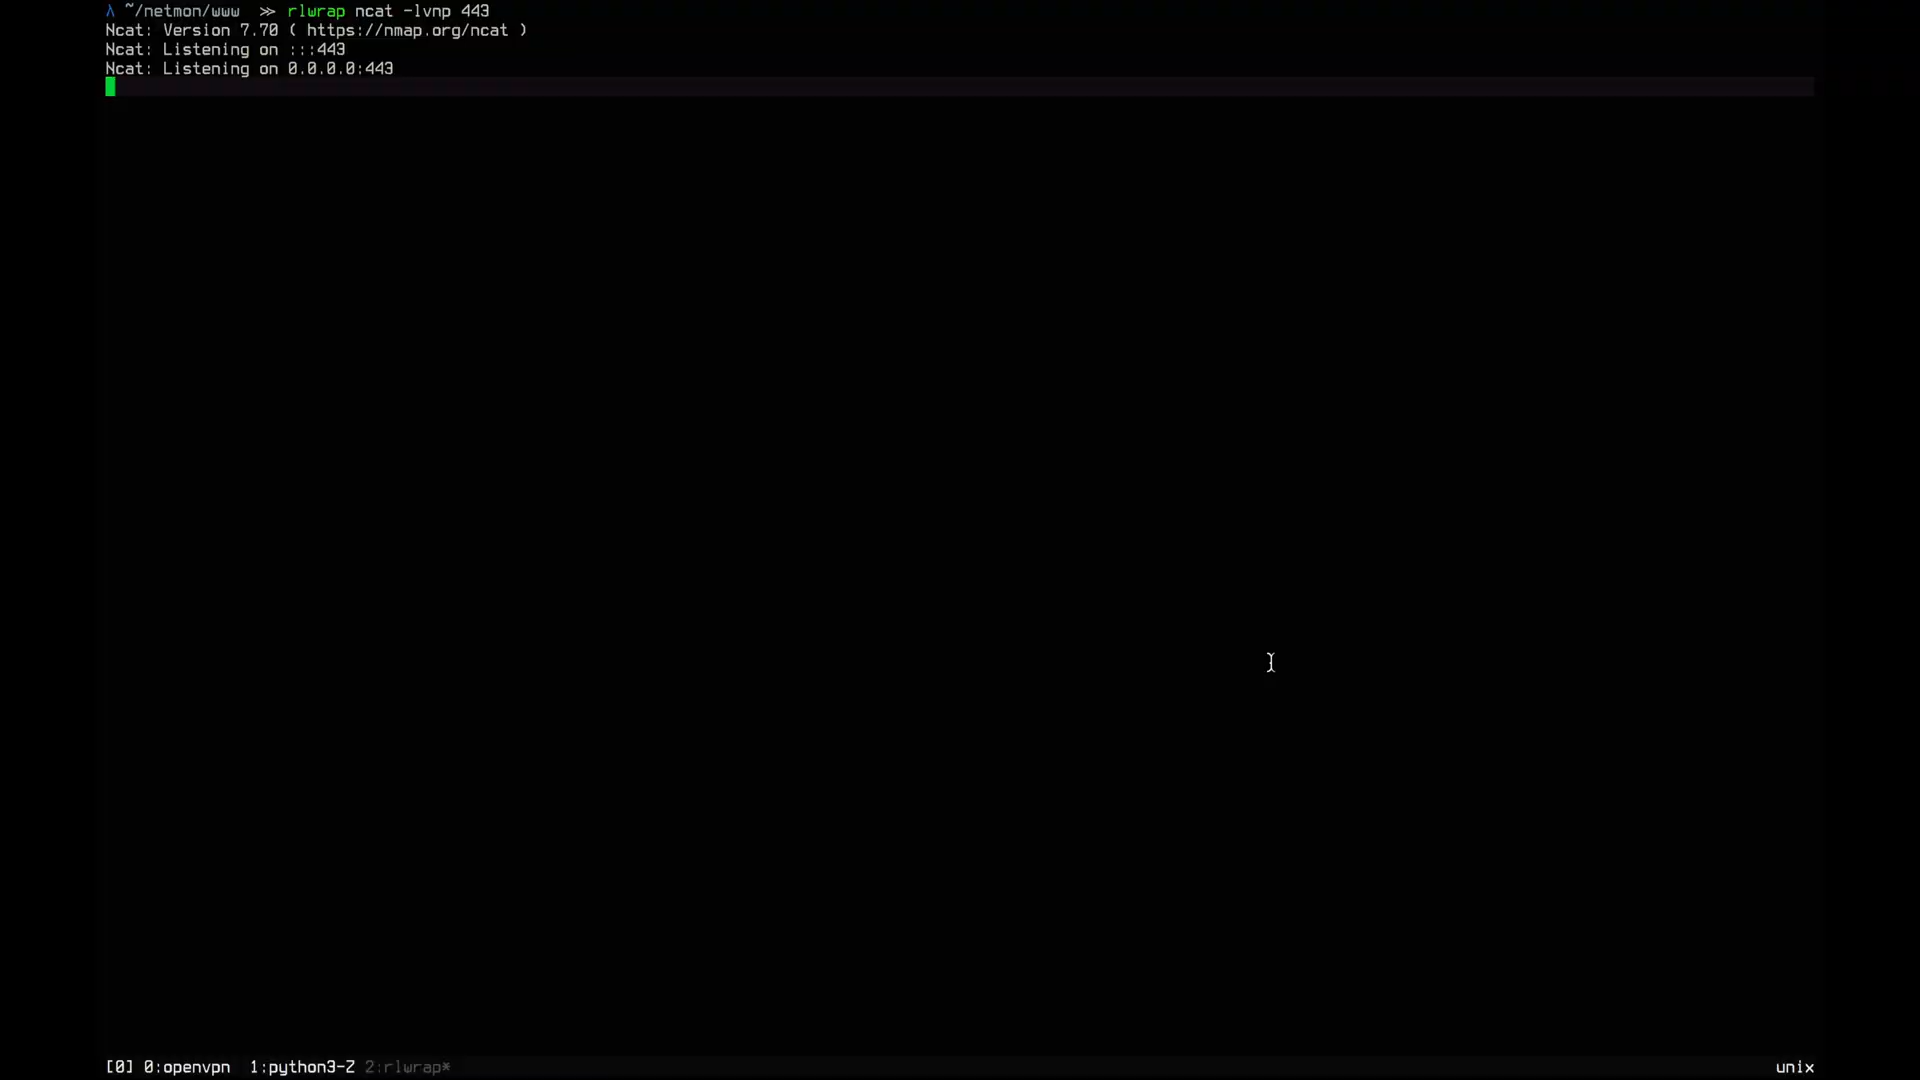 λ ~/netmon/www ≫ rlwrap ncat -lvnp 443
Ncat: Version 7.70 ( https://nmap.org/ncat )
Ncat: Listening on :::443
Ncat: Listening on 0.0.0.0:443
[0] 0:openvpn 1:python3-Z 2:rlwrap* unix